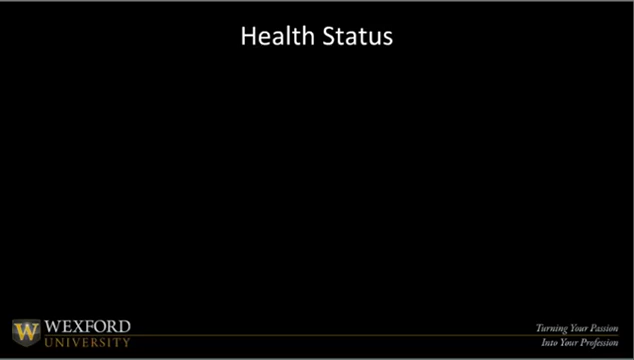 Health Status
W WEXFORD
UNIVERSITY
Turning Your Passion
Into Your Profession